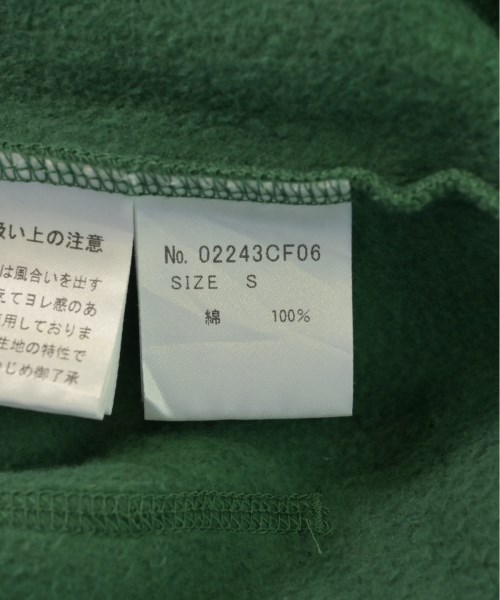 扱い上の注意
は風合いを出す
えてヨレ感のあ
用しておりま
生地の特性で
じめ御了承
No. 02243CF06
SIZE S
綿 100%